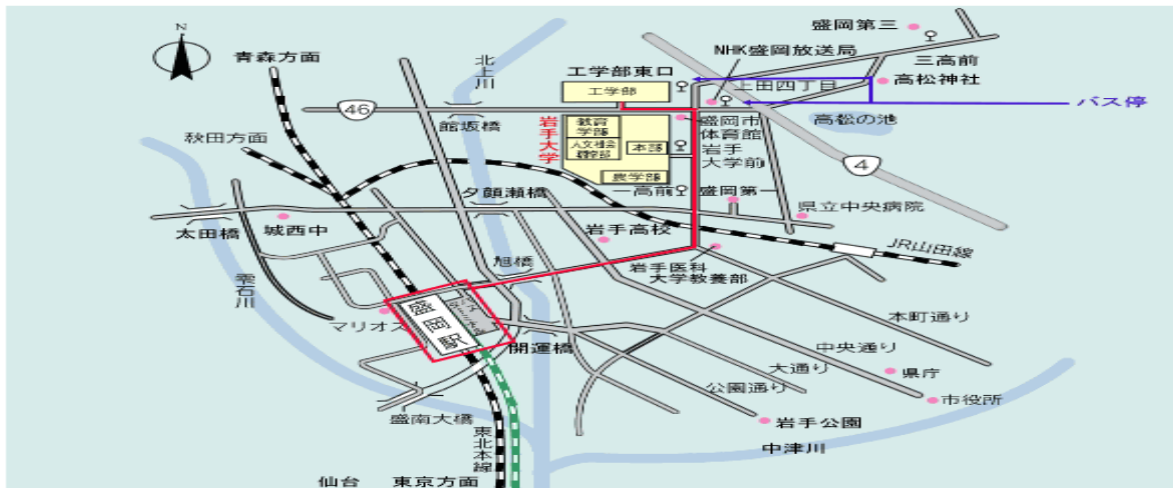 N
盛岡第三
NHK盛岡放送局
三高前
青森方面
北上川
工学部東口
工学部
上田四丁目
高松神社
バス停
46
館坂橋
岩手大学
教育
学部
人文社会
本部
農学部
盛岡市
体育館
岩手
大学前
高松の池
4
秋田方面
夕顔瀬橋
一高前
盛岡第一
県立中央病院
太田橋
城西中
岩手高校
JR山田線
雫石川
旭橋
岩手医科
大学教養部
マリオス
盛岡駅
開運橋
本町通り
中央通り
大通り
県庁
公園通り
市役所
盛南大橋
岩手公園
中津川
東北本線
仙台
東京方面